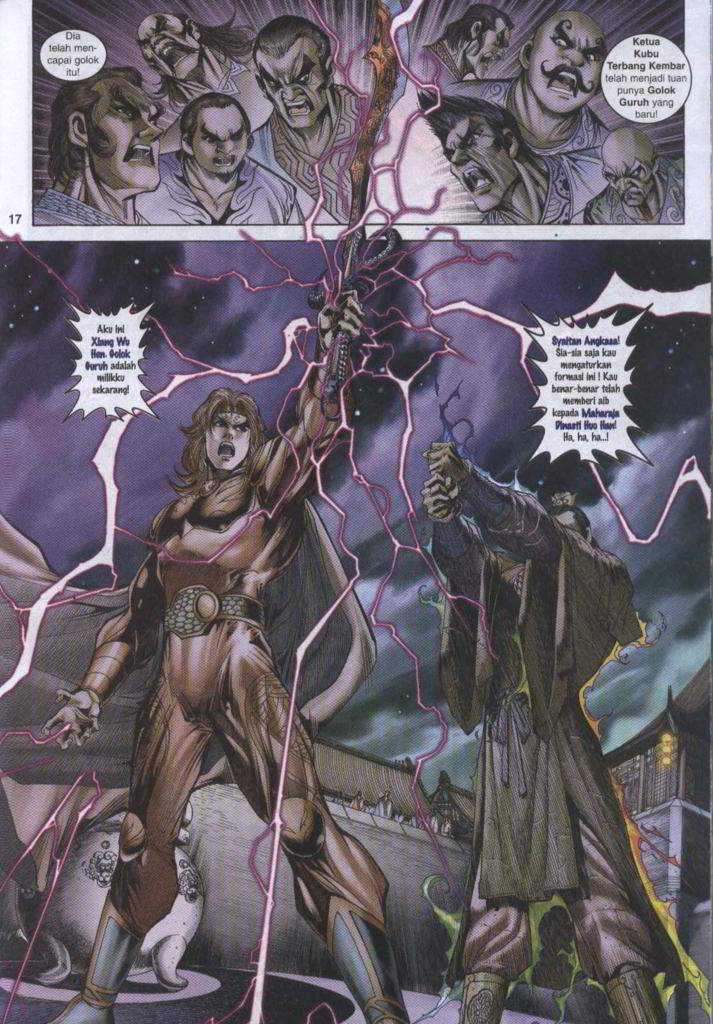 Dia
telah men-
capai golok
itu!
Ketua
Kubu
Terbang Kembar
telah menjadi tuan
punya Golok
Guruh yang
baru!
17
Aku ini
Xiang Wu
Hen. Golok
Guruh adalah
milikku
sekarang!
Syaitan Angkasa!
Sia-sia saja kau
mengaturkan
formasi ini! Kau
benar-benar telah
memberi aib
kepada Maharaja
Dinasti Huo Han!
Ha, ha, ha...!